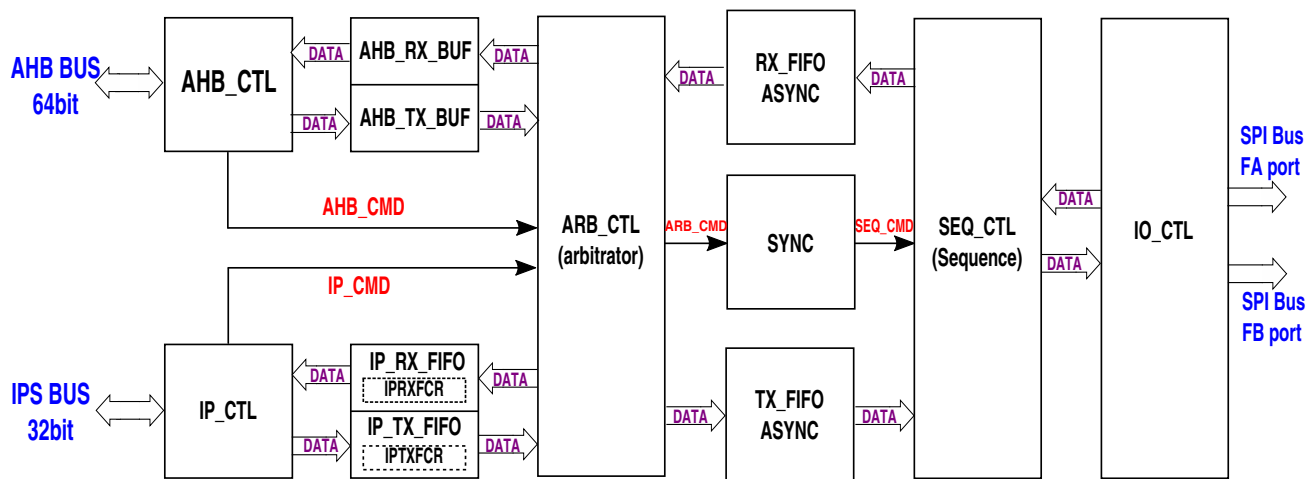 AHB BUS
64bit
AHB_CTL
DATA
DATA
AHB_RX_BUF
AHB_TX_BUF
DATA
DATA
AHB_CMD
IP_CMD
IPS BUS
32bit
IP_CTL
DATA
DATA
IP_RX_FIFO
IPRXFCR
IP_TX_FIFO
IPTXFCR
DATA
DATA
ARB_CTL
(arbitrator)
DATA
ARB_CMD
DATA
RX_FIFO
ASYNC
SYNC
TX_FIFO
ASYNC
DATA
SEQ_CMD
DATA
SEQ_CTL
(Sequence)
DATA
DATA
IO_CTL
SPI Bus
FA port
SPI Bus
FB port